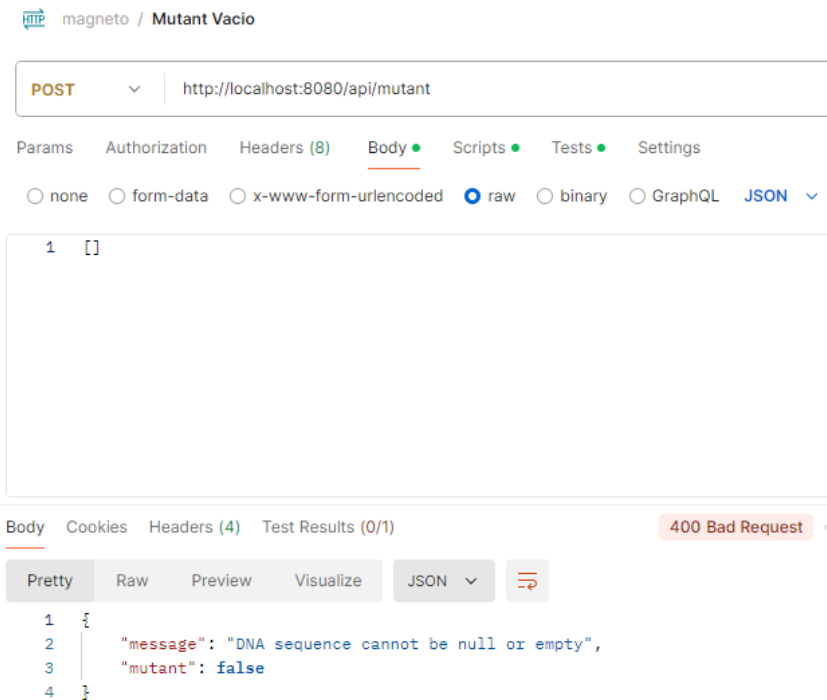 HTTP magneto / Mutant Vacio
POST http://localhost:8080/api/mutant
Params Authorization Headers (8) Body Scripts Tests Settings
none form-data x-www-form-urlencoded raw binary GraphQL JSON
1 []
Body Cookies Headers (4) Test Results (0/1) 400 Bad Request
Pretty Raw Preview Visualize JSON
1 {
2 "message": "DNA sequence cannot be null or empty",
3 "mutant": false
4 }